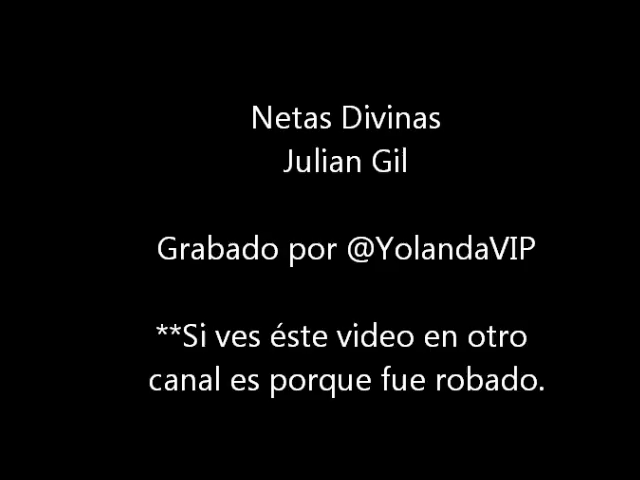 Netas Divinas
Julian Gil
Grabado por @YolandaVIP
**Si ves éste video en otro
canal es porque fue robado.